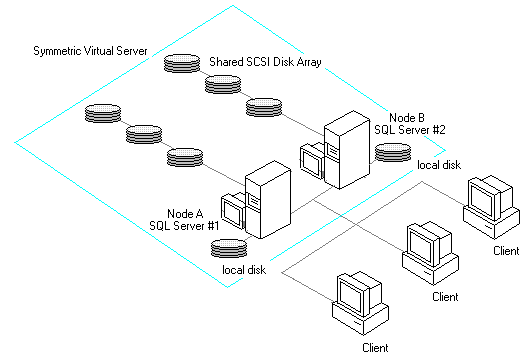 Symmetric Virtual Server
Shared SCSI Disk Array
Node B
SQL Server #2
local disk
Node A
SQL Server #1
local disk
Client
Client
Client